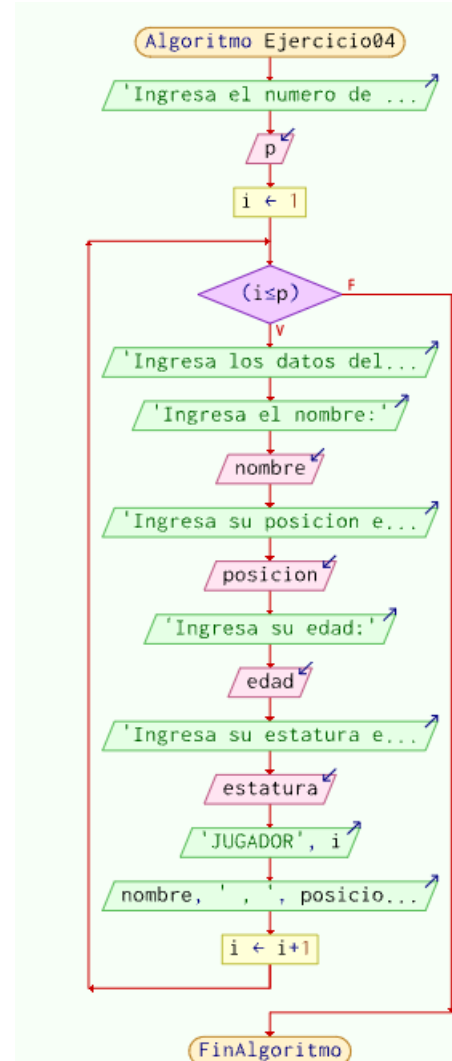 Algoritmo Ejercicio04
'Ingresa el numero de ...
p
i ← 1
(i≤p)
F
V
'Ingresa los datos del...
'Ingresa el nombre:'
nombre
'Ingresa su posicion e...
posicion
'Ingresa su edad:'
edad
'Ingresa su estatura e...
estatura
'JUGADOR', i
nombre, ' , ', posicio...
i ← i+1
FinAlgoritmo